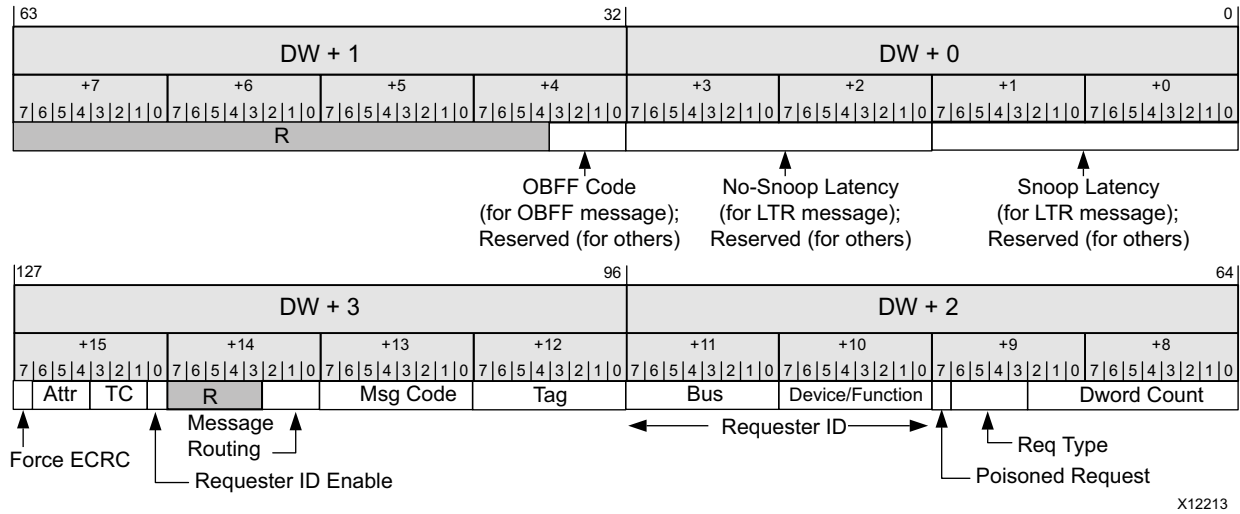 63 32 0
DW + 1 DW + 0
+7 +6 +5 +4 +3 +2 +1 +0
7 6 5 4 3 2 1 0 7 6 5 4 3 2 1 0 7 6 5 4 3 2 1 0 7 6 5 4 3 2 1 0 7 6 5 4 3 2 1 0 7 6 5 4 3 2 1 0 7 6 5 4 3 2 1 0 7 6 5 4 3 2 1 0
R
OBFF Code
(for OBFF message);
Reserved (for others)
No-Snoop Latency
(for LTR message);
Reserved (for others)
Snoop Latency
(for LTR message);
Reserved (for others)
127 96 64
DW + 3 DW + 2
+15 +14 +13 +12 +11 +10 +9 +8
7 6 5 4 3 2 1 0 7 6 5 4 3 2 1 0 7 6 5 4 3 2 1 0 7 6 5 4 3 2 1 0 7 6 5 4 3 2 1 0 7 6 5 4 3 2 1 0 7 6 5 4 3 2 1 0 7 6 5 4 3 2 1 0
Attr TC R Msg Code Tag Bus Device/Function Dword Count
Message
Routing
Requester ID
Force ECRC
Req Type
Requester ID Enable
Poisoned Request
X12213